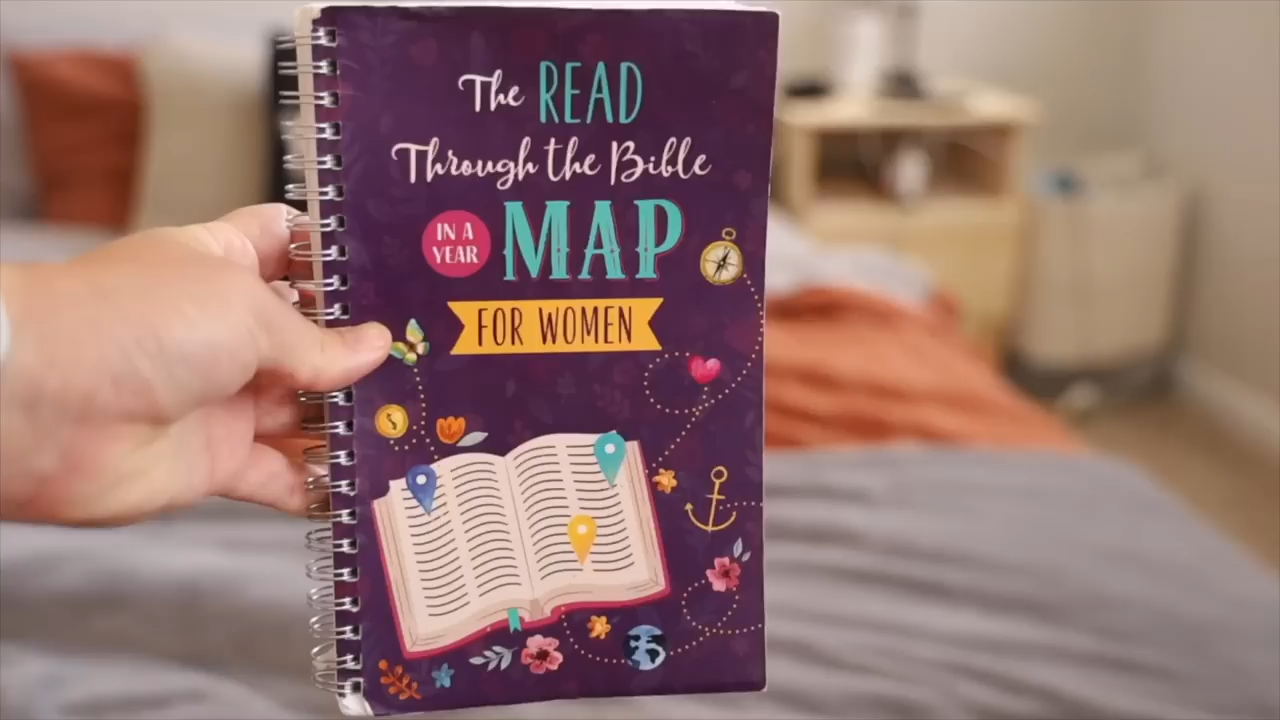 The READ
Through the Bible
IN A
YEAR
MAP
FOR WOMEN